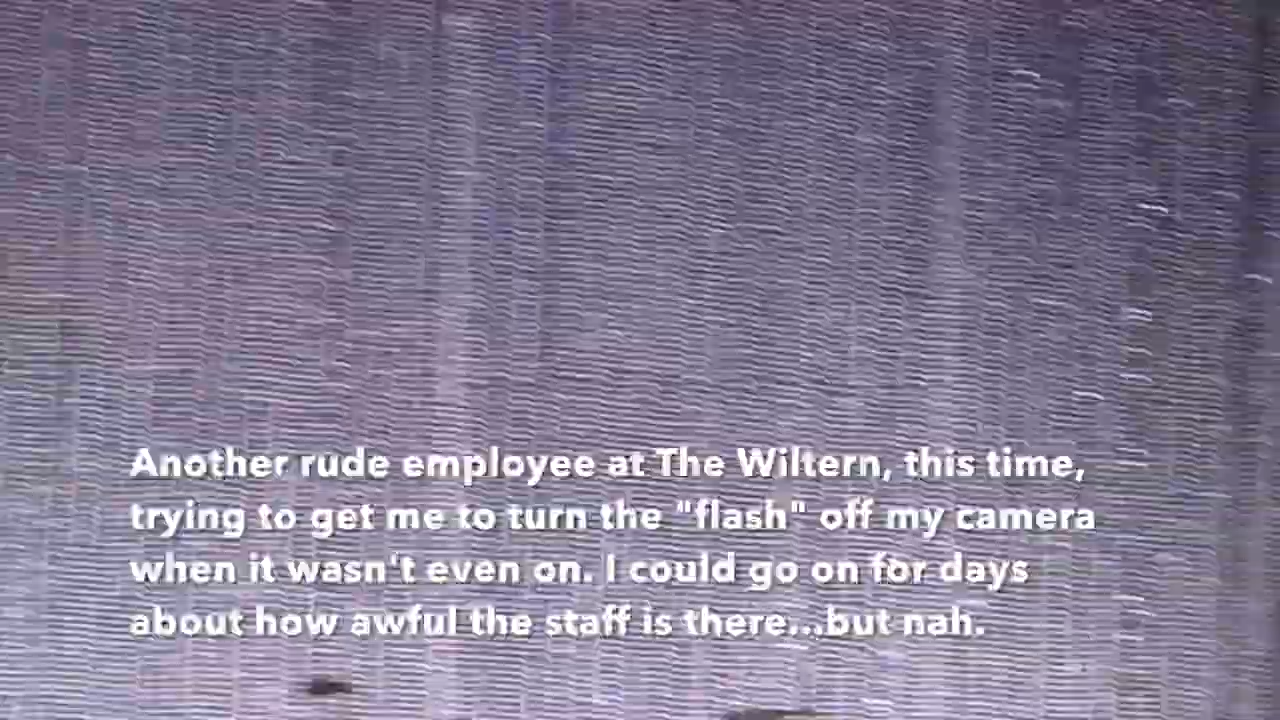 Another rude employee at The Wiltern, this time,
trying to get me to turn the "flash" off my camera
when it wasn't even on. I could go on for days
about how awful the staff is there...but nah.